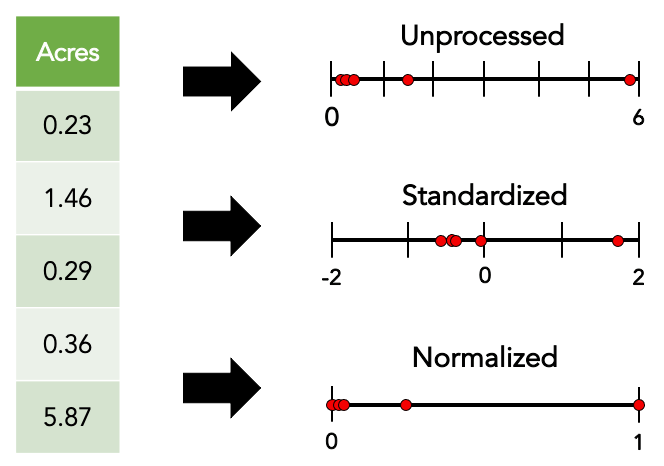 Acres
0.23
1.46
0.29
0.36
5.87
Unprocessed
0 6
Standardized
-2 0 2
Normalized
0 1